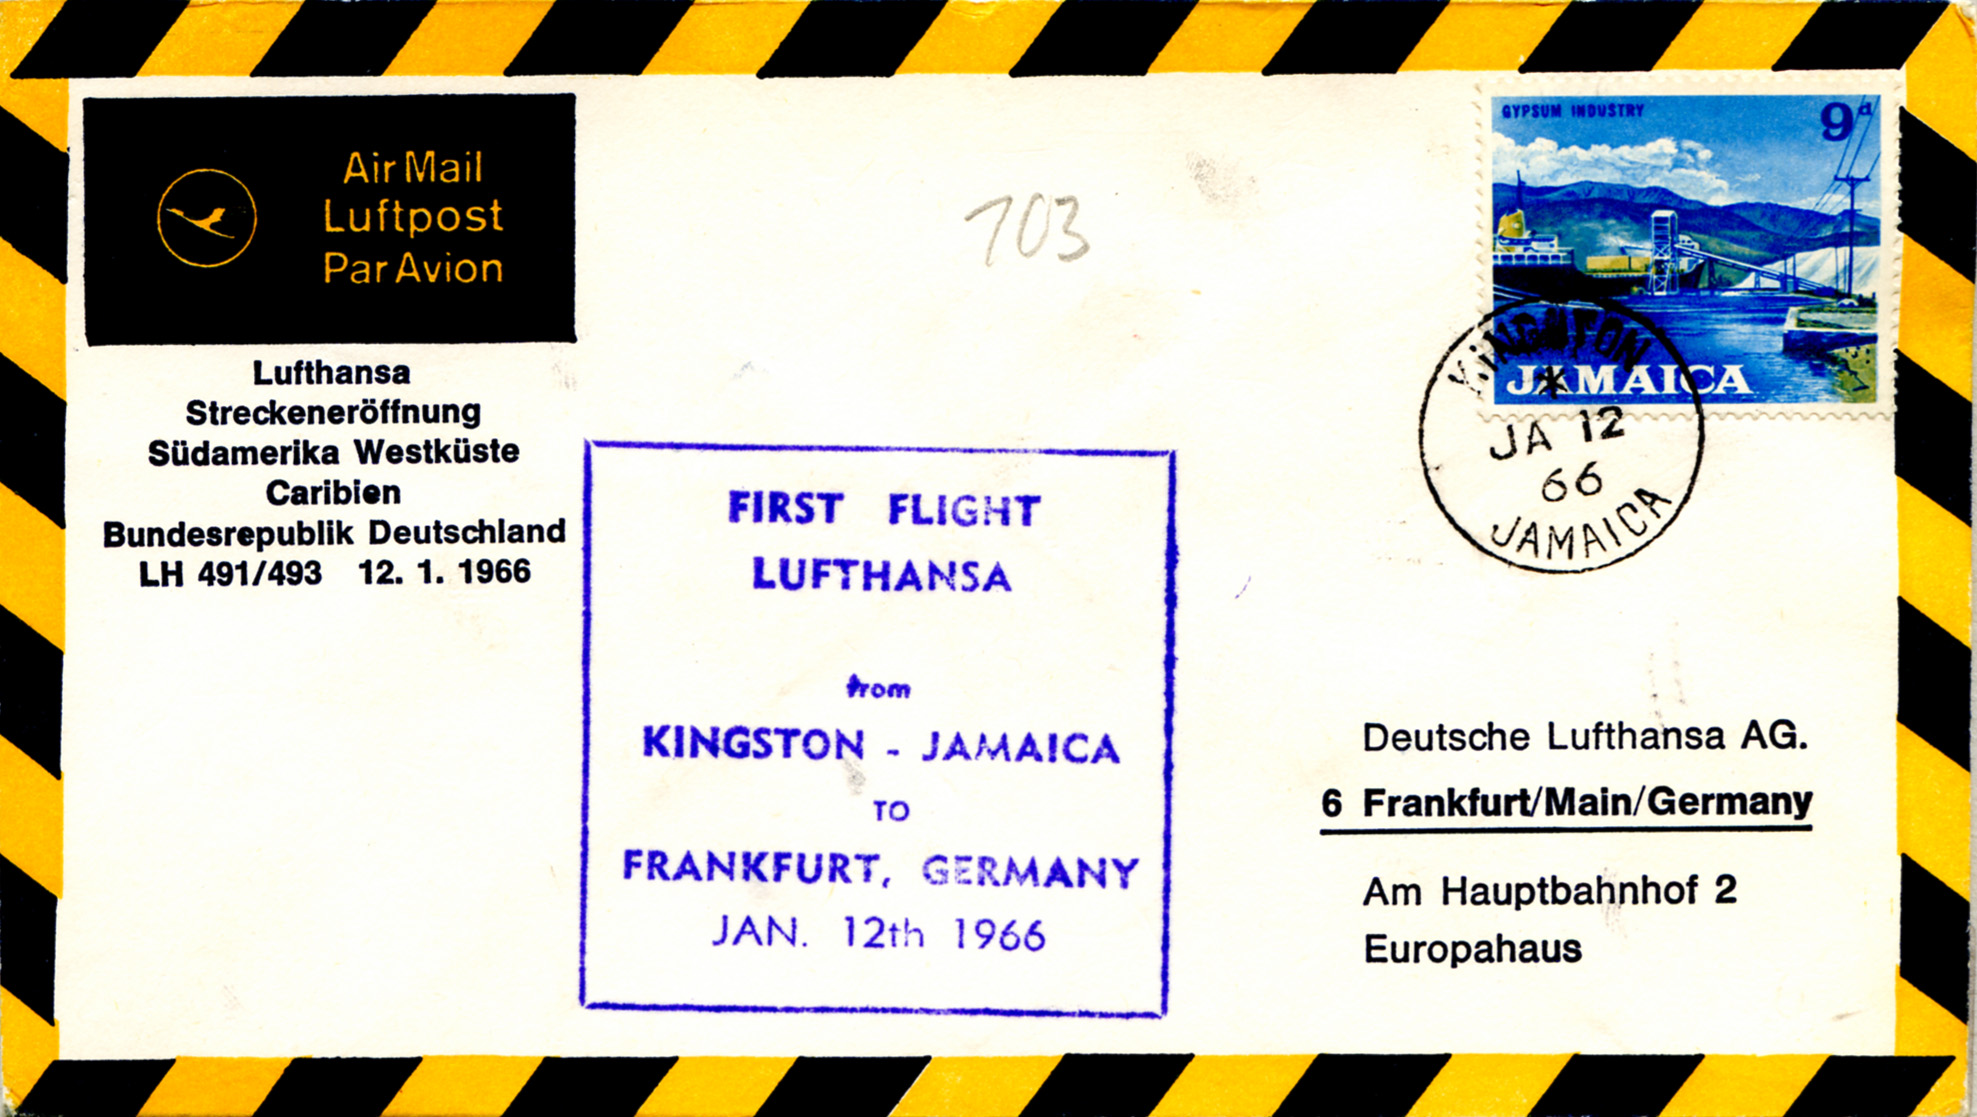 Air Mail
Luftpost
Par Avion
Lufthansa
Streckeneröffnung
Südamerika Westküste
Caribien
Bundesrepublik Deutschland
LH 491/493 12. 1. 1966
703
GYPSUM INDUSTRY 9d
JAMAICA
KINGSTON
JA 12
66
JAMAICA
FIRST FLIGHT
LUFTHANSA
from
KINGSTON - JAMAICA
TO
FRANKFURT, GERMANY
JAN. 12th 1966
Deutsche Lufthansa AG.
6 Frankfurt/Main/Germany
Am Hauptbahnhof 2
Europahaus